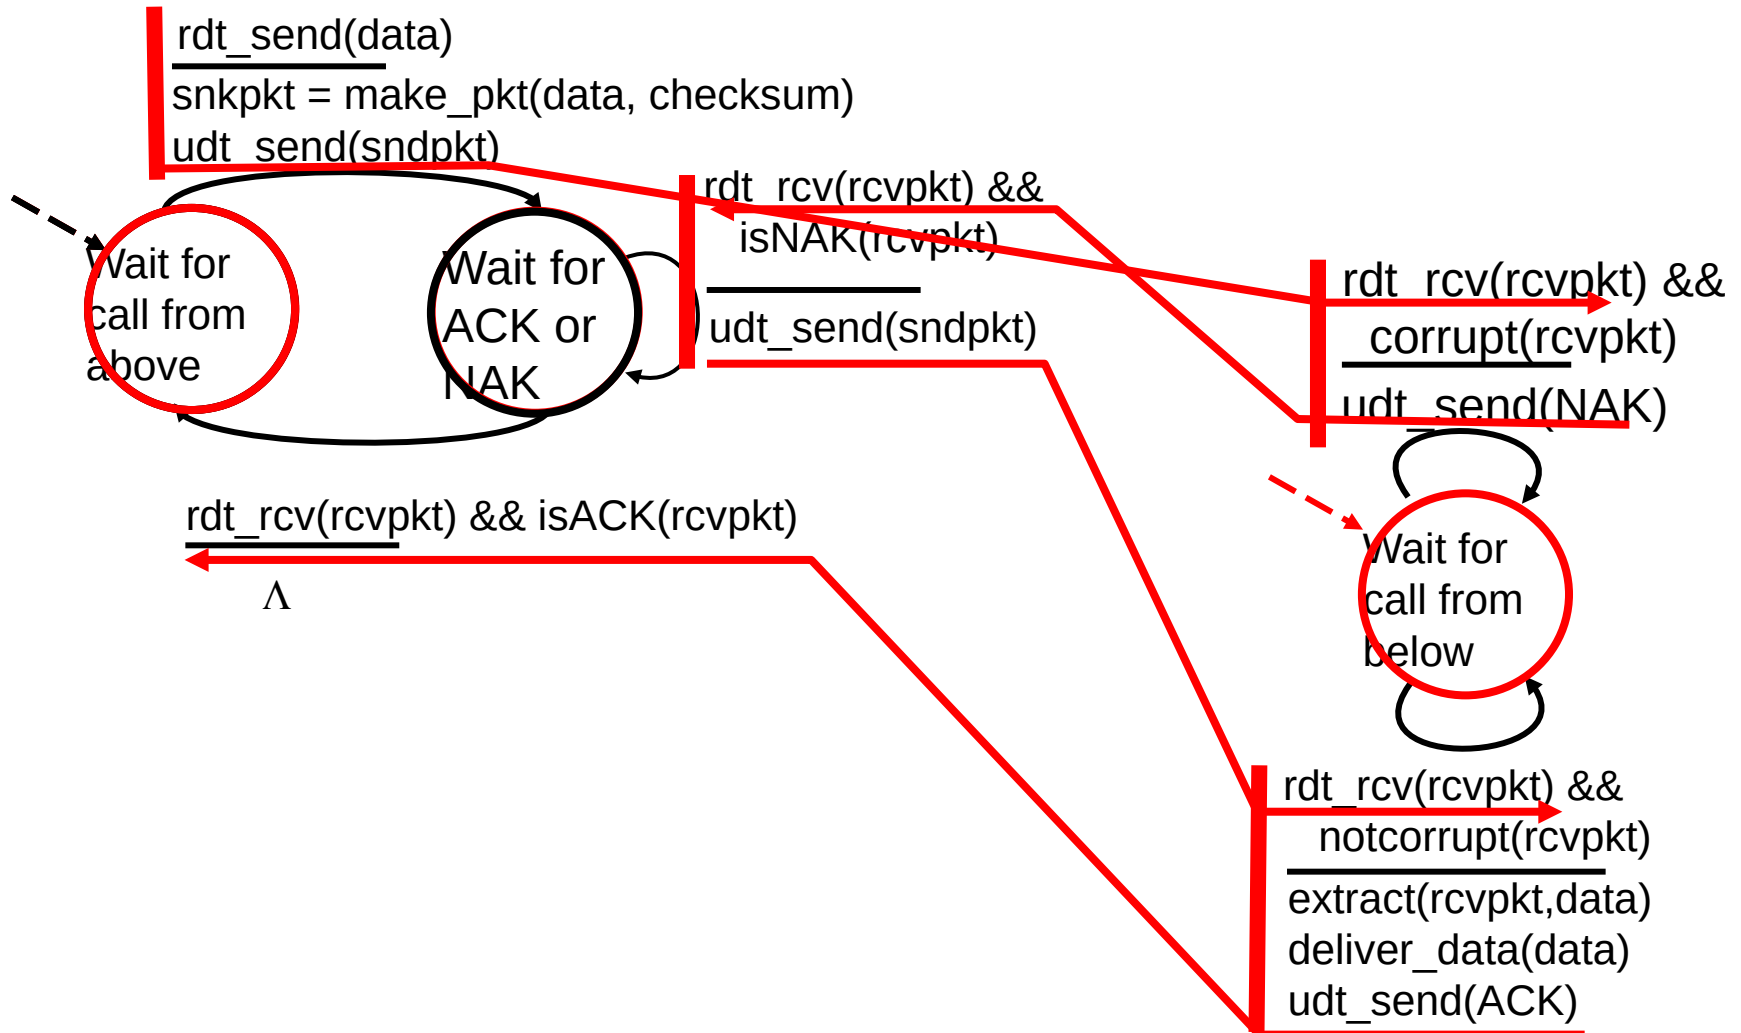 rdt_send(data)
snkpkt = make_pkt(data, checksum)
udt_send(sndpkt)
rdt_rcv(rcvpkt) &&
isNAK(rcvpkt)
udt_send(sndpkt)
Wait for
call from
above
Wait for
ACK or
NAK
rdt_rcv(rcvpkt) && isACK(rcvpkt)
Λ
rdt_rcv(rcvpkt) &&
corrupt(rcvpkt)
udt_send(NAK)
Wait for
call from
below
rdt_rcv(rcvpkt) &&
notcorrupt(rcvpkt)
extract(rcvpkt,data)
deliver_data(data)
udt_send(ACK)